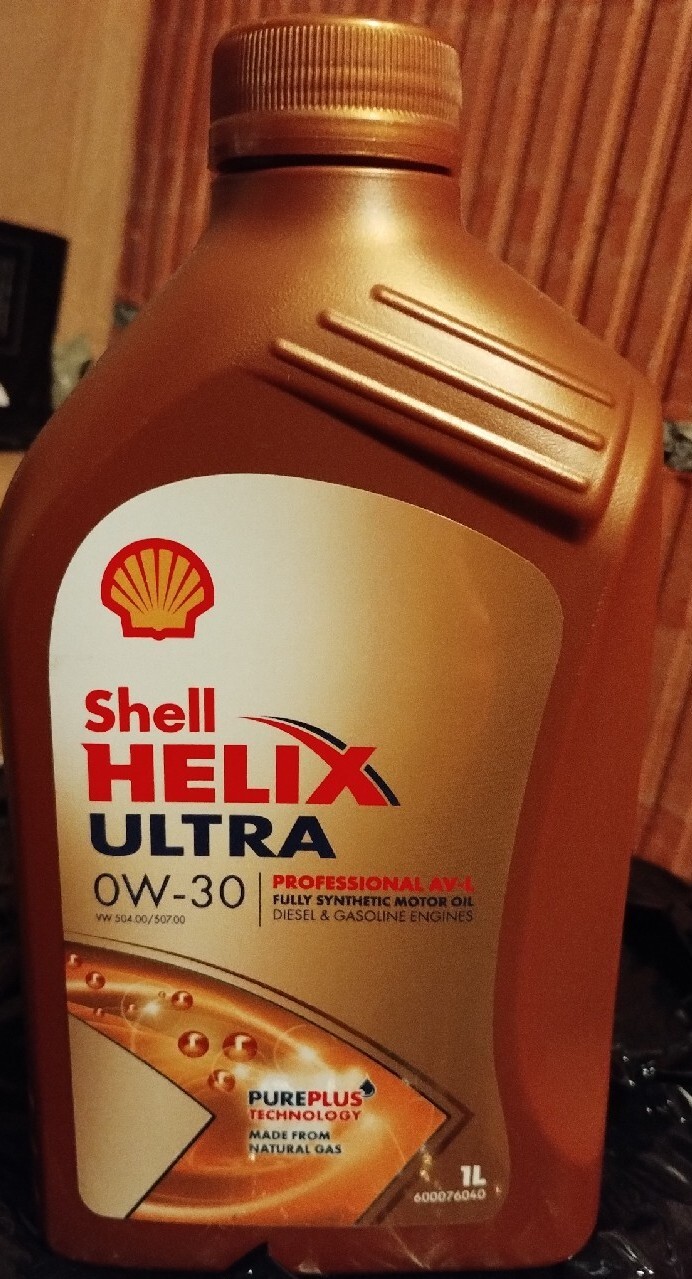 Shell
HELIX
ULTRA
0W-30
VW 504.00/507.00
PROFESSIONAL AV-L
FULLY SYNTHETIC MOTOR OIL
DIESEL & GASOLINE ENGINES
PUREPLUS
TECHNOLOGY
MADE FROM
NATURAL GAS
1L
600076040